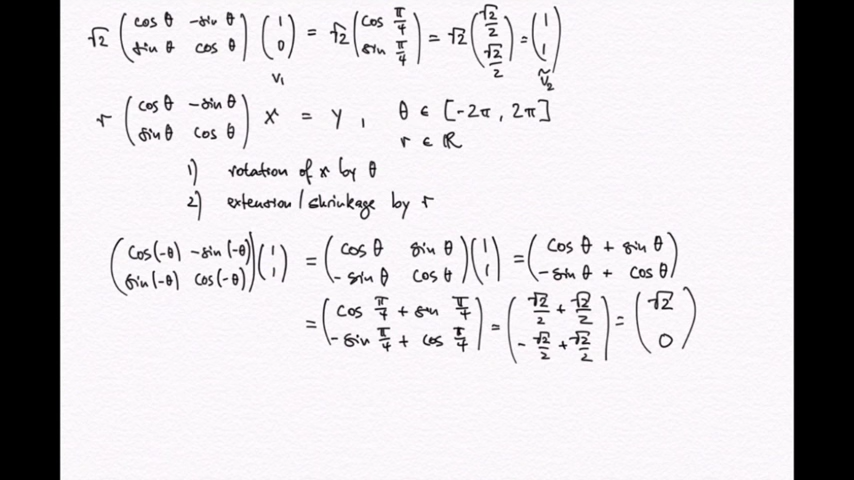 √2 ( cos θ -sin θ ; sin θ cos θ ) ( 1 ; 0 ) = √2 ( cos π/4 ; sin π/4 ) = √2 ( √2/2 ; √2/2 ) = ( 1 ; 1 )
v₁ ṽ₂
r ( cos θ -sin θ ; sin θ cos θ ) x = y , θ ∈ [-2π , 2π]
r ∈ ℝ
1) rotation of x by θ
2) extension / shrinkage by r
( cos(-θ) -sin(-θ) ; sin(-θ) cos(-θ) ) ( 1 ; 1 ) = ( cos θ sin θ ; -sin θ cos θ ) ( 1 ; 1 ) = ( cos θ + sin θ ; -sin θ + cos θ )
= ( cos π/4 + sin π/4 ; -sin π/4 + cos π/4 ) = ( √2/2 + √2/2 ; -√2/2 + √2/2 ) = ( √2 ; 0 )